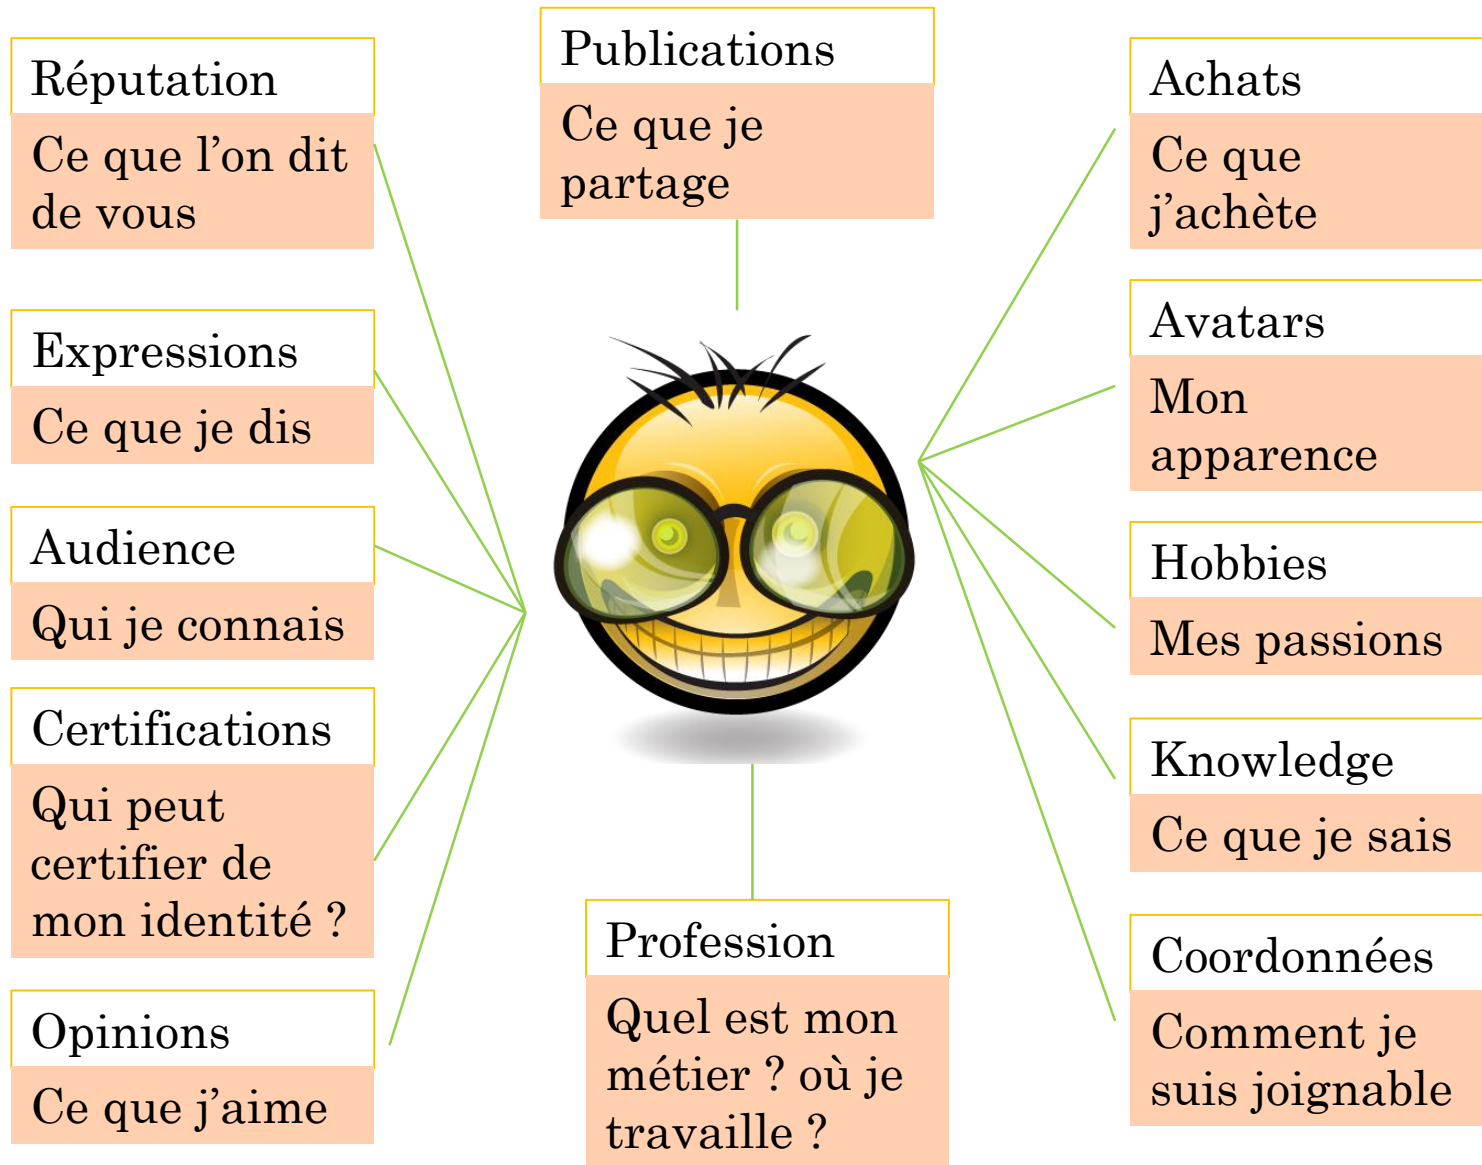 Réputation
Ce que l’on dit
de vous
Expressions
Ce que je dis
Audience
Qui je connais
Certifications
Qui peut
certifier de
mon identité ?
Opinions
Ce que j’aime
Publications
Ce que je
partage
Profession
Quel est mon
métier ? où je
travaille ?
Achats
Ce que
j’achète
Avatars
Mon
apparence
Hobbies
Mes passions
Knowledge
Ce que je sais
Coordonnées
Comment je
suis joignable